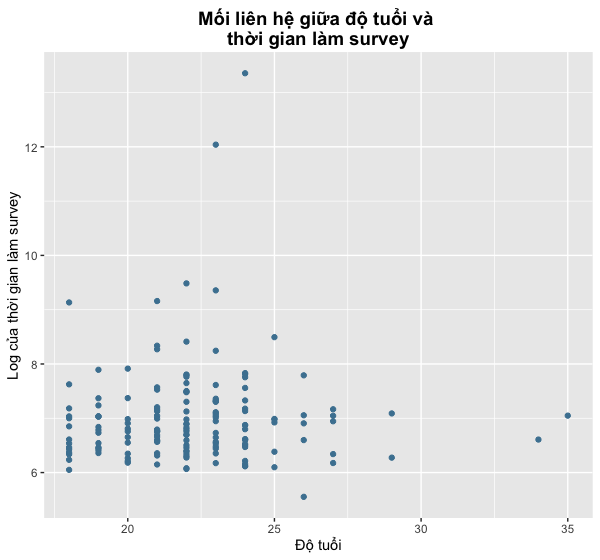 Mối liên hệ giữa độ tuổi và
thời gian làm survey
Log của thời gian làm survey
12
10
8
6
20
25
30
35
Độ tuổi